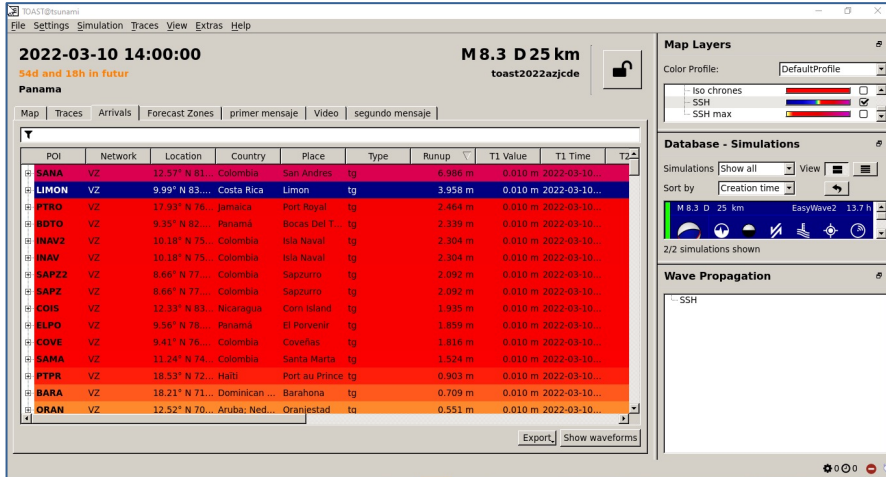 TOAST@tsunami
File Settings Simulation Traces View Extras Help
2022-03-10 14:00:00 M 8.3 D 25 km
54d and 18h in futur toast2022azjcde
Panama
Map Traces Arrivals Forecast Zones primer mensaje Video segundo mensaje
POI Network Location Country Place Type Runup T1 Value T1 Time T2
SANA VZ 12.57° N 81... Colombia San Andres tg 6.986 m 0.010 m 2022-03-10...
LIMON VZ 9.99° N 83.... Costa Rica Limon tg 3.958 m 0.010 m 2022-03-10...
PTRO VZ 17.93° N 76... Jamaica Port Royal tg 2.464 m 0.010 m 2022-03-10...
BDTO VZ 9.35° N 82.... Panamá Bocas Del T... tg 2.339 m 0.010 m 2022-03-10...
INAV2 VZ 10.18° N 75... Colombia Isla Naval tg 2.304 m 0.010 m 2022-03-10...
INAV VZ 10.18° N 75... Colombia Isla Naval tg 2.304 m 0.010 m 2022-03-10...
SAPZ2 VZ 8.66° N 77.... Colombia Sapzurro tg 2.092 m 0.010 m 2022-03-10...
SAPZ VZ 8.66° N 77.... Colombia Sapzurro tg 2.092 m 0.010 m 2022-03-10...
COIS VZ 12.33° N 83... Nicaragua Corn Island tg 1.935 m 0.010 m 2022-03-10...
ELPO VZ 9.56° N 78.... Panamá El Porvenir tg 1.859 m 0.010 m 2022-03-10...
COVE VZ 9.41° N 76.... Colombia Coveñas tg 1.816 m 0.010 m 2022-03-10...
SAMA VZ 11.24° N 74... Colombia Santa Marta tg 1.524 m 0.010 m 2022-03-10...
PTPR VZ 18.53° N 72... Haiti Port au Prince tg 0.903 m 0.010 m 2022-03-10...
BARA VZ 18.21° N 71... Dominican ... Barahona tg 0.709 m 0.010 m 2022-03-10...
ORAN VZ 12.52° N 70... Aruba; Ned... Oranjestad tg 0.551 m 0.010 m 2022-03-10...
Export Show waveforms
Map Layers
Color Profile: DefaultProfile
Iso chrones
SSH
SSH max
Database - Simulations
Simulations Show all View
Sort by Creation time
M 8.3 D 25 km EasyWave2 13.7 h
2/2 simulations shown
Wave Propagation
SSH
0 0